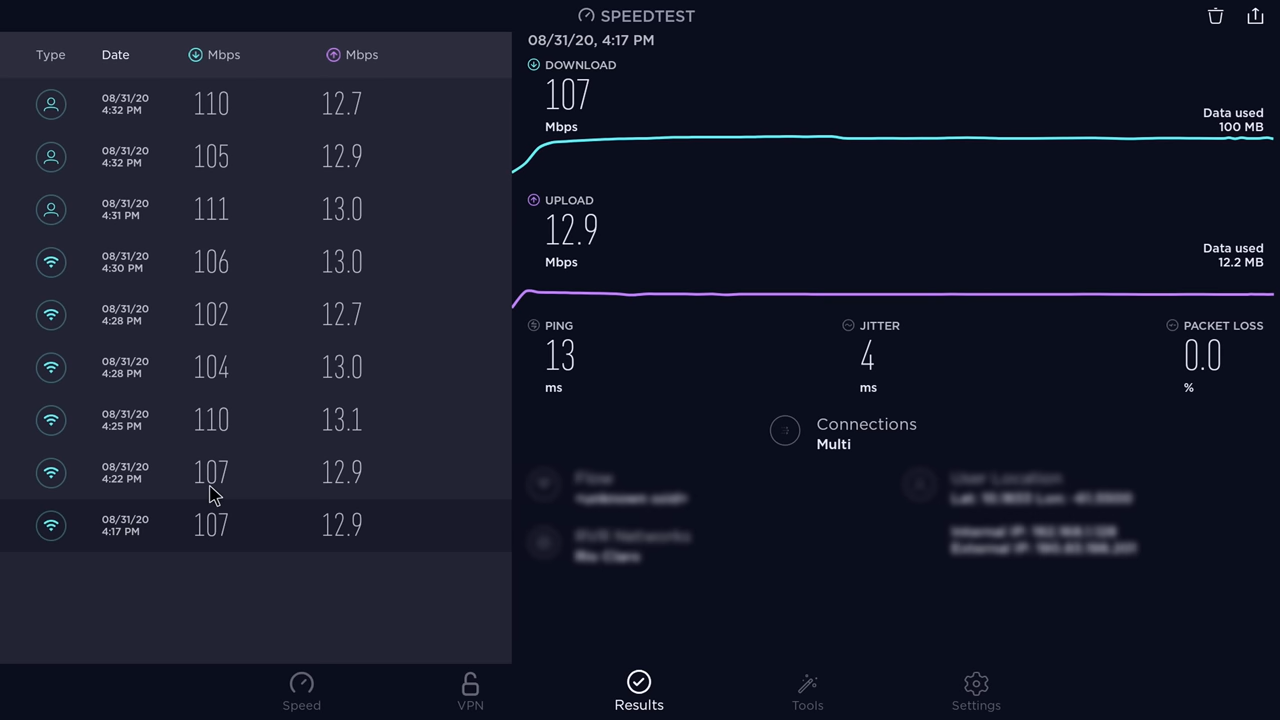 SPEEDTEST
Type Date Mbps Mbps
08/31/20
4:32 PM
110 12.7
08/31/20
4:32 PM
105 12.9
08/31/20
4:31 PM
111 13.0
08/31/20
4:30 PM
106 13.0
08/31/20
4:28 PM
102 12.7
08/31/20
4:28 PM
104 13.0
08/31/20
4:25 PM
110 13.1
08/31/20
4:22 PM
107 12.9
08/31/20
4:17 PM
107 12.9
08/31/20, 4:17 PM
DOWNLOAD
107
Mbps
Data used
100 MB
UPLOAD
12.9
Mbps
Data used
12.2 MB
PING
13
ms
JITTER
4
ms
PACKET LOSS
0.0
%
Connections
Multi
Speed VPN Results Tools Settings